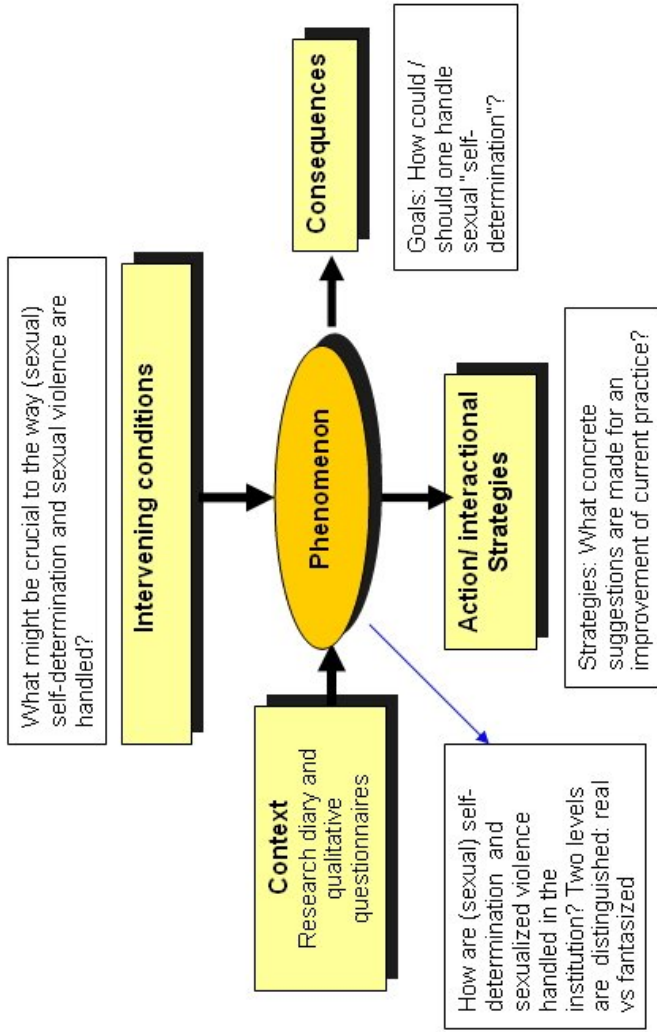 What might be crucial to the way (sexual)
self-determination and sexual violence are
handled?
Intervening conditions
Context
Research diary and
qualitative
questionnaires
Phenomenon
Consequences
Goals: How could /
should one handle
sexual "self-
determination"?
How are (sexual) self-
determination and
sexualized violence
handled in the
institution? Two levels
are distinguished: real
vs fantasized
Action/ interactional
Strategies
Strategies: What concrete
suggestions are made for an
improvement of current practice?